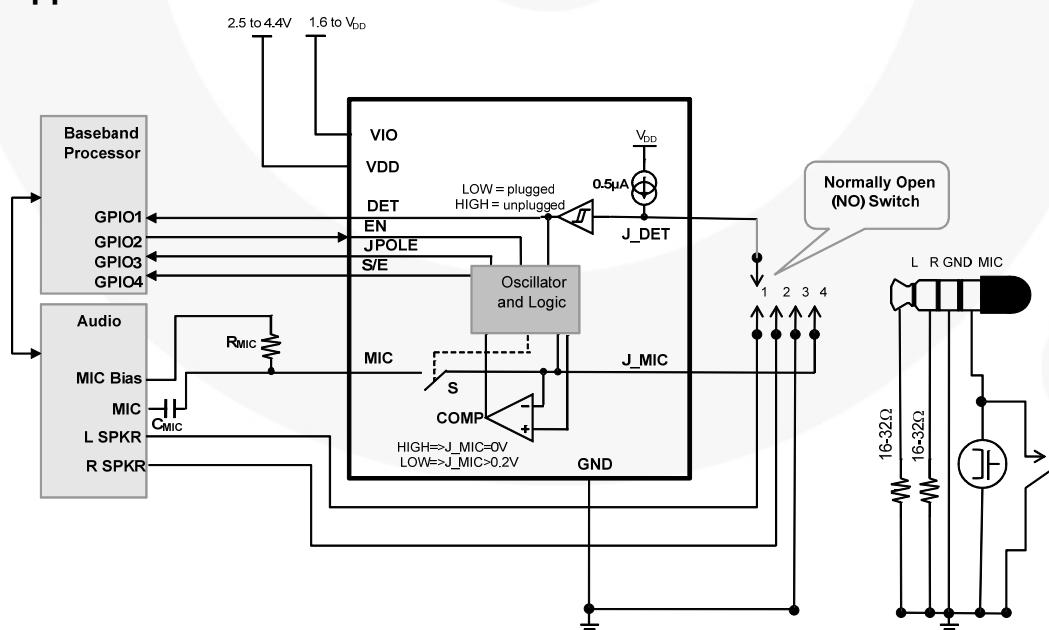 2.5 to 4.4V
1.6 to VDD
Baseband
Processor
GPIO1
GPIO2
GPIO3
GPIO4
Audio
MIC Bias
MIC
CMIC
L SPKR
R SPKR
RMIC
VIO
VDD
DET
EN
JPOLE
S/E
LOW = plugged
HIGH = unplugged
VDD
0.5µA
J_DET
Oscillator
and Logic
MIC
S
J_MIC
COMP
HIGH=>J_MIC=0V
LOW=>J_MIC>0.2V
GND
Normally Open
(NO) Switch
1 2 3 4
L R GND MIC
16-32Ω
16-32Ω